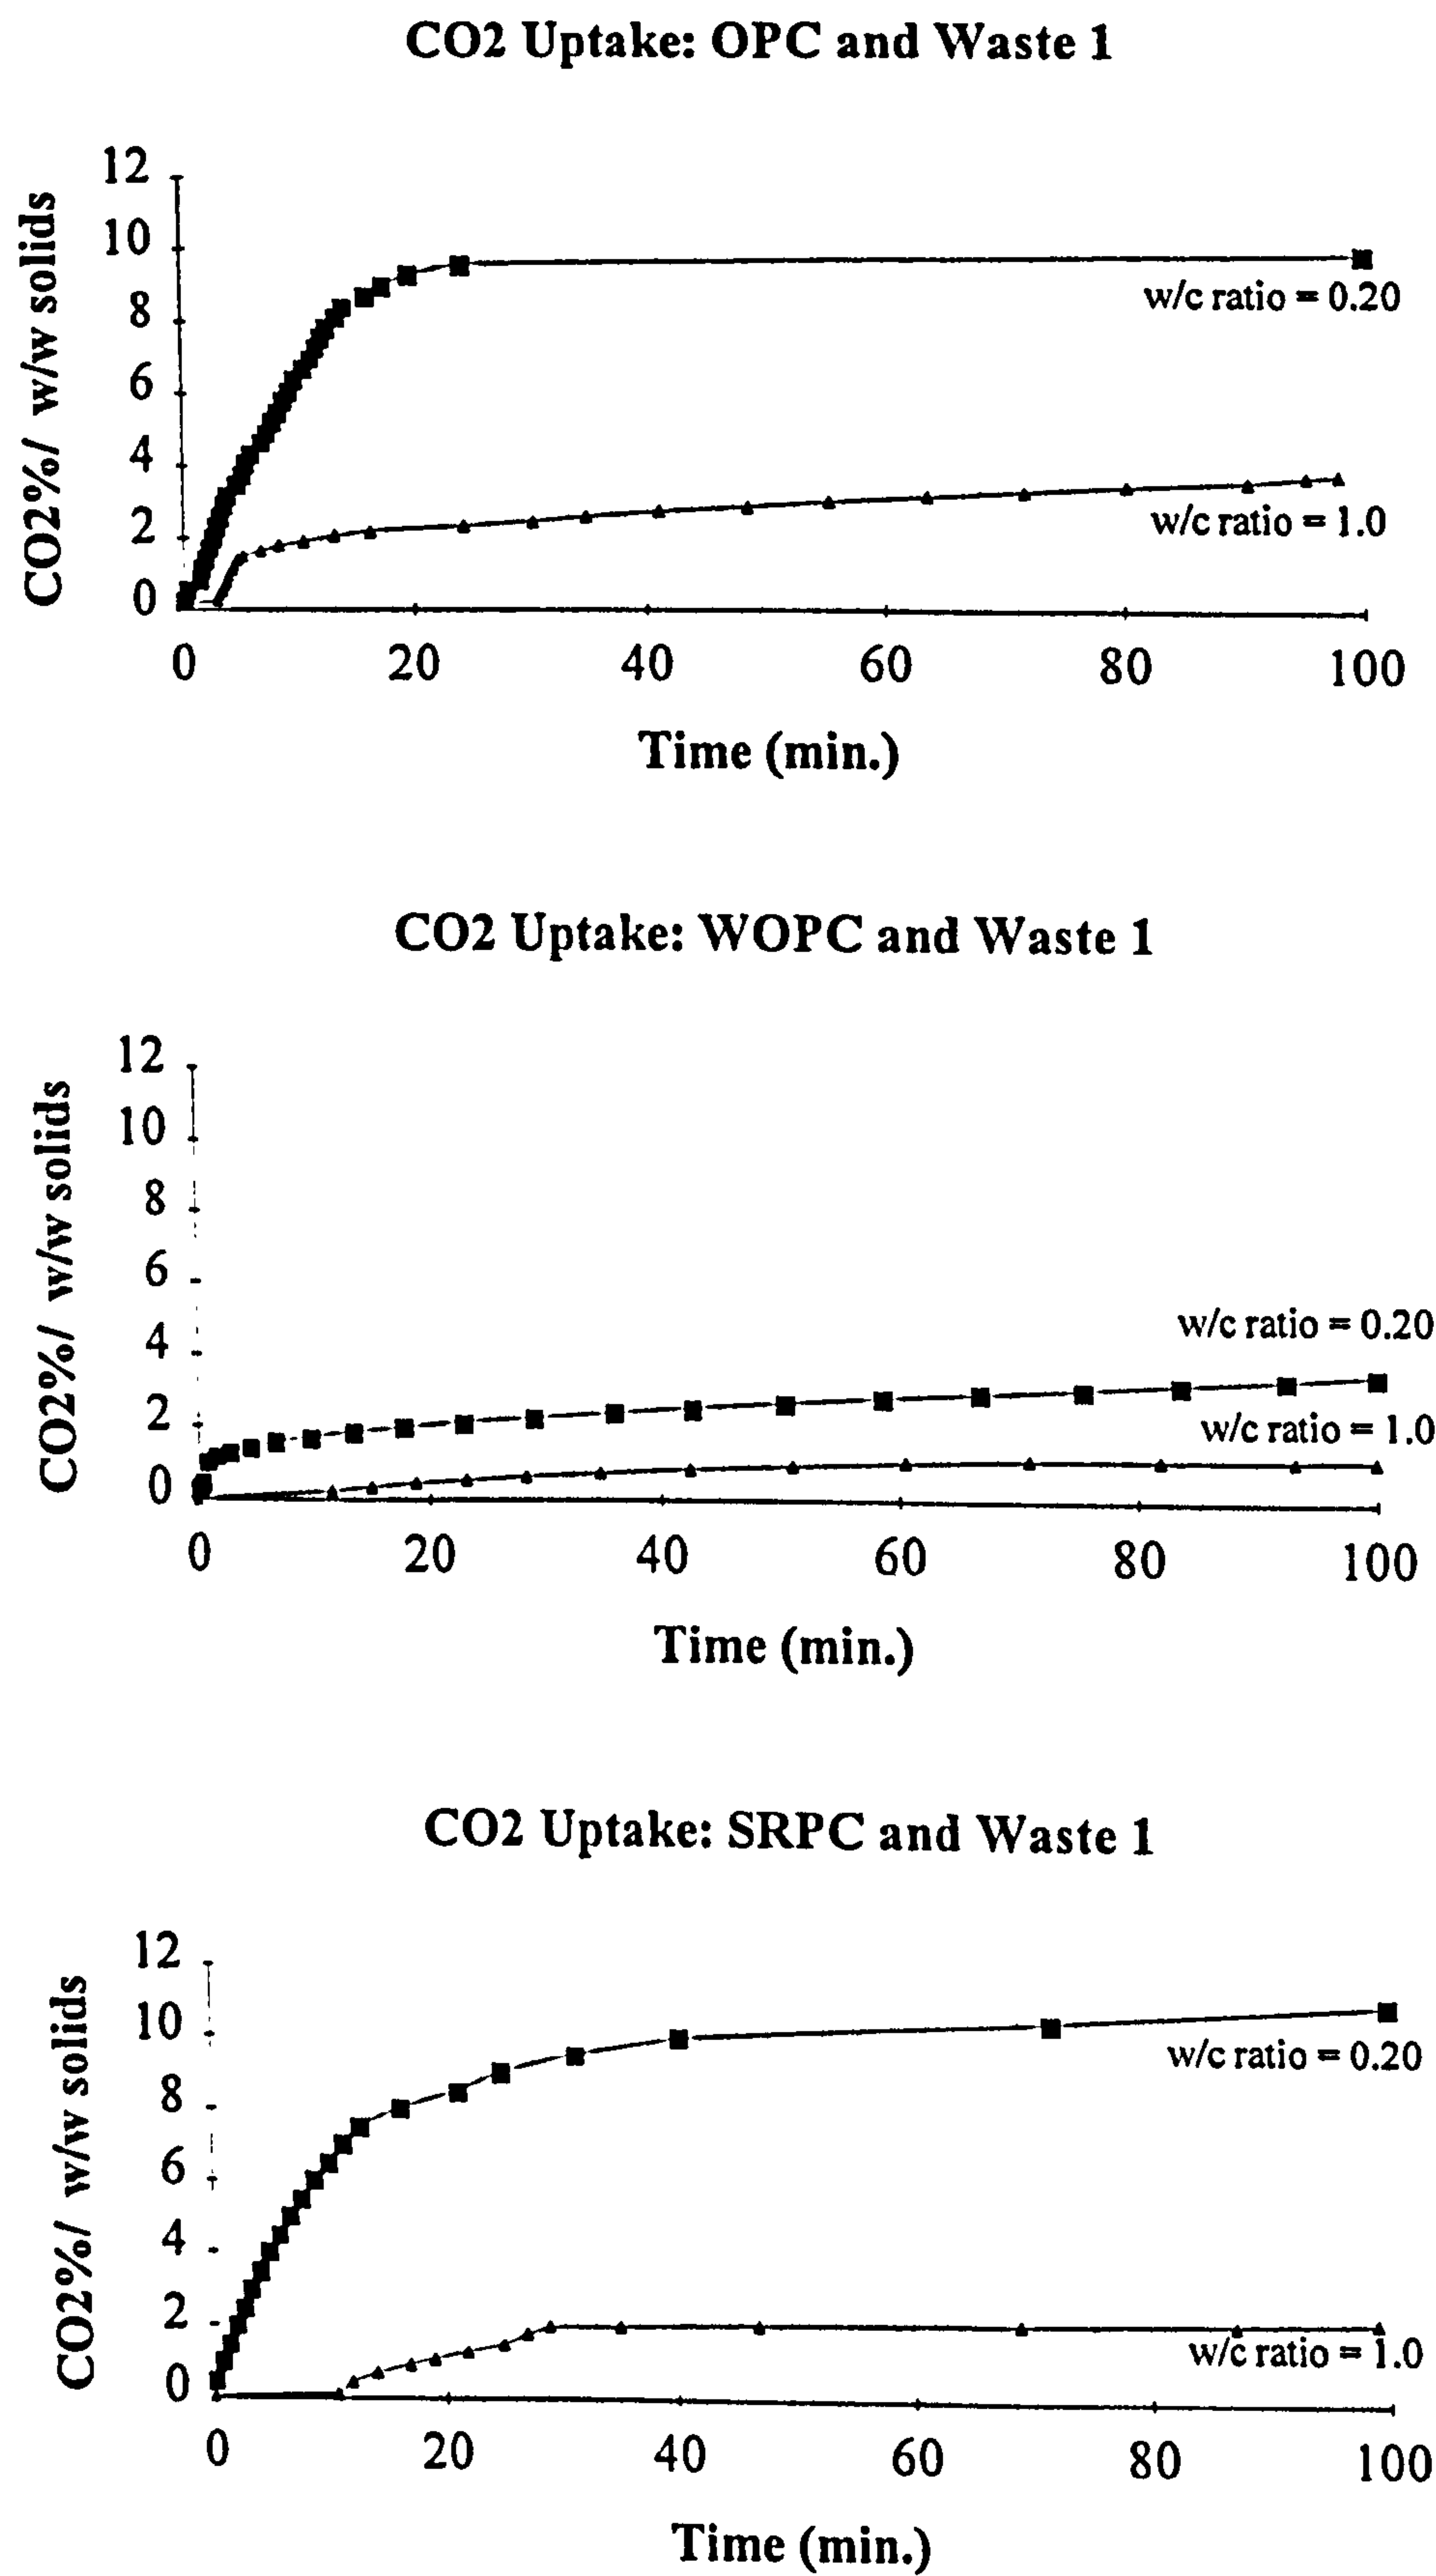 CO2 Uptake: OPC and Waste 1
CO2%/ w/w solids
12
10
8
6
4
2
0
w/c ratio = 0.20
w/c ratio = 1.0
0 20 40 60 80 100
Time (min.)
CO2 Uptake: WOPC and Waste 1
CO2%/ w/w solids
12
10
8
6
4
2
0
w/c ratio = 0.20
w/c ratio = 1.0
0 20 40 60 80 100
Time (min.)
CO2 Uptake: SRPC and Waste 1
CO2%/ w/w solids
12
10
8
6
4
2
0
w/c ratio = 0.20
w/c ratio = 1.0
0 20 40 60 80 100
Time (min.)